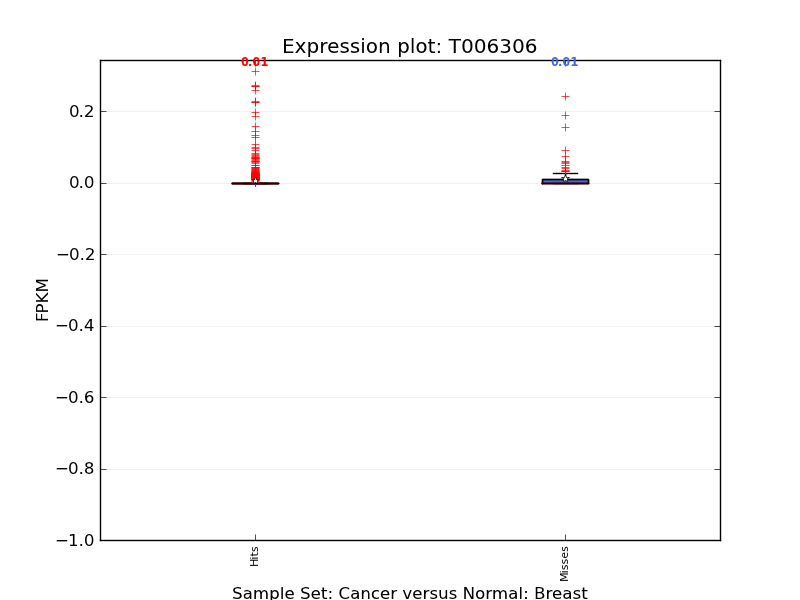 Expression plot: T006306
0.01
0.01
0.2
0.0
−0.2
−0.4
−0.6
−0.8
−1.0
FPKM
Hits
Misses
Sample Set: Cancer versus Normal: Breast